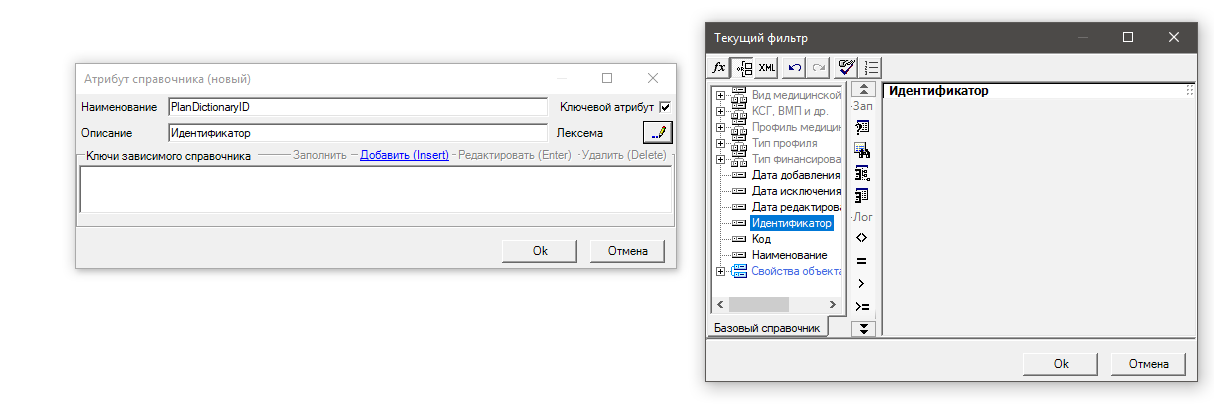 Атрибут справочника (новый)
Наименование PlanDictionaryID Ключевой атрибут
Описание Идентификатор Лексема
Ключи зависимого справочника Заполнить Добавить (Insert) Редактировать (Enter) Удалить (Delete)
Ok Отмена
Текущий фильтр
fx XML
Вид медицинской
КСГ, ВМП и др.
Профиль медицин
Тип профиля
Тип финансирова
Дата добавления
Дата исключения
Дата редактирова
Идентификатор
Код
Наименование
Свойства объекта
Базовый справочник
Зап
Лог
<>
=
>
>=
Идентификатор
Ok Отмена